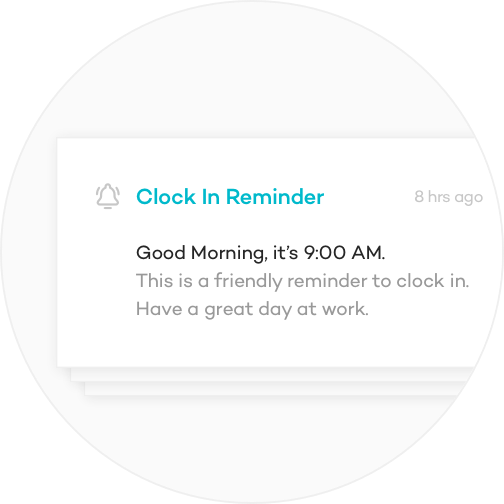 Clock In Reminder 8 hrs ago
Good Morning, it’s 9:00 AM.
This is a friendly reminder to clock in.
Have a great day at work.